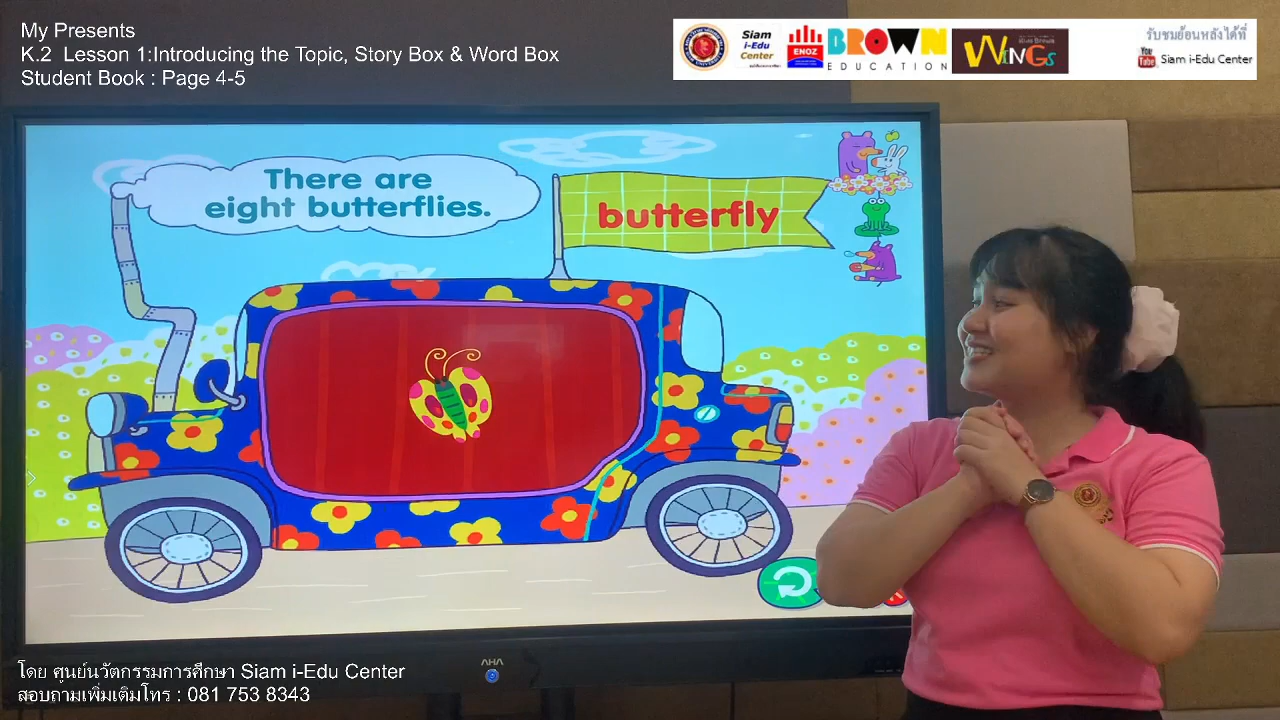 My Presents
K.2 Lesson 1:Introducing the Topic, Story Box & Word Box
Student Book : Page 4-5
Siam
i-Edu
Center
ENOZ
BROWN
EDUCATION
WiNGs
รับชมย้อนหลังได้ที่
You
Tube
Siam i-Edu Center
There are
eight butterflies.
butterfly
AHA
โดย ศูนย์นวัตกรรมการศึกษา Siam i-Edu Center
สอบถามเพิ่มเติมโทร : 081 753 8343